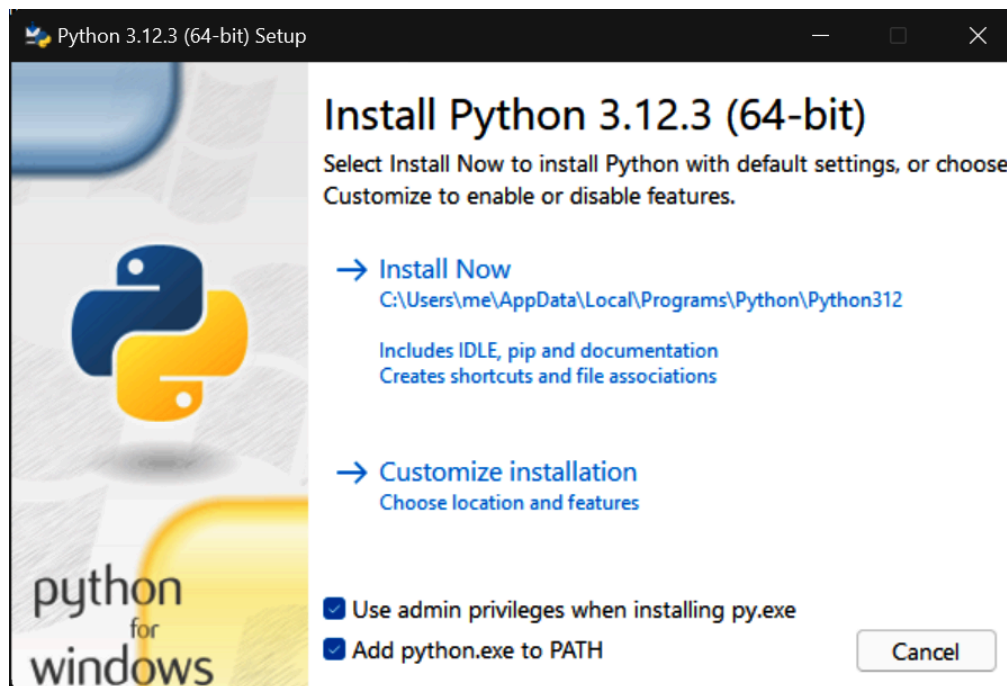 Python 3.12.3 (64-bit) Setup
Install Python 3.12.3 (64-bit)
Select Install Now to install Python with default settings, or choose
Customize to enable or disable features.
Install Now
C:\Users\me\AppData\Local\Programs\Python\Python312
Includes IDLE, pip and documentation
Creates shortcuts and file associations
Customize installation
Choose location and features
python
for
windows
Use admin privileges when installing py.exe
Add python.exe to PATH
Cancel